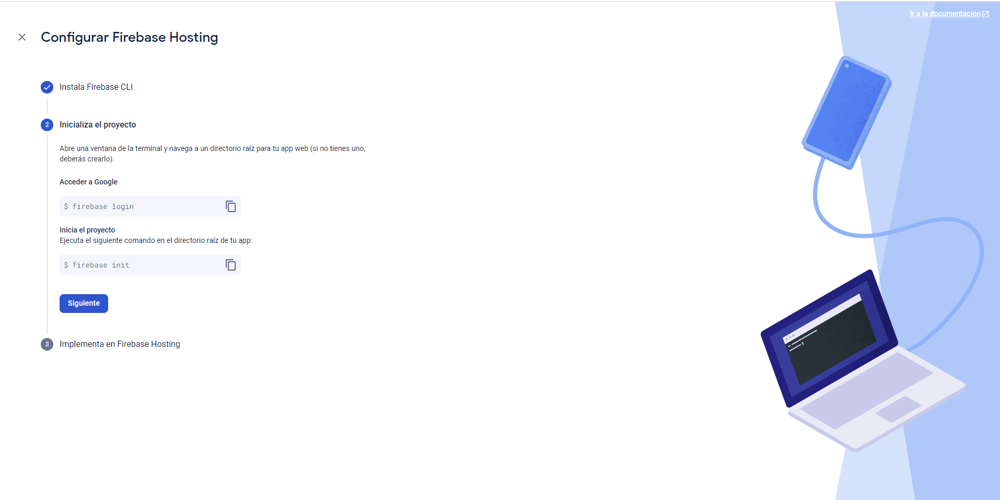 Ir a la documentación
Configurar Firebase Hosting
Instala Firebase CLI
2 Inicializa el proyecto
Abre una ventana de la terminal y navega a un directorio raíz para tu app web (si no tienes uno,
deberás crearlo).
Acceder a Google
$ firebase login
Inicia el proyecto
Ejecuta el siguiente comando en el directorio raíz de tu app:
$ firebase init
Siguiente
3 Implementa en Firebase Hosting